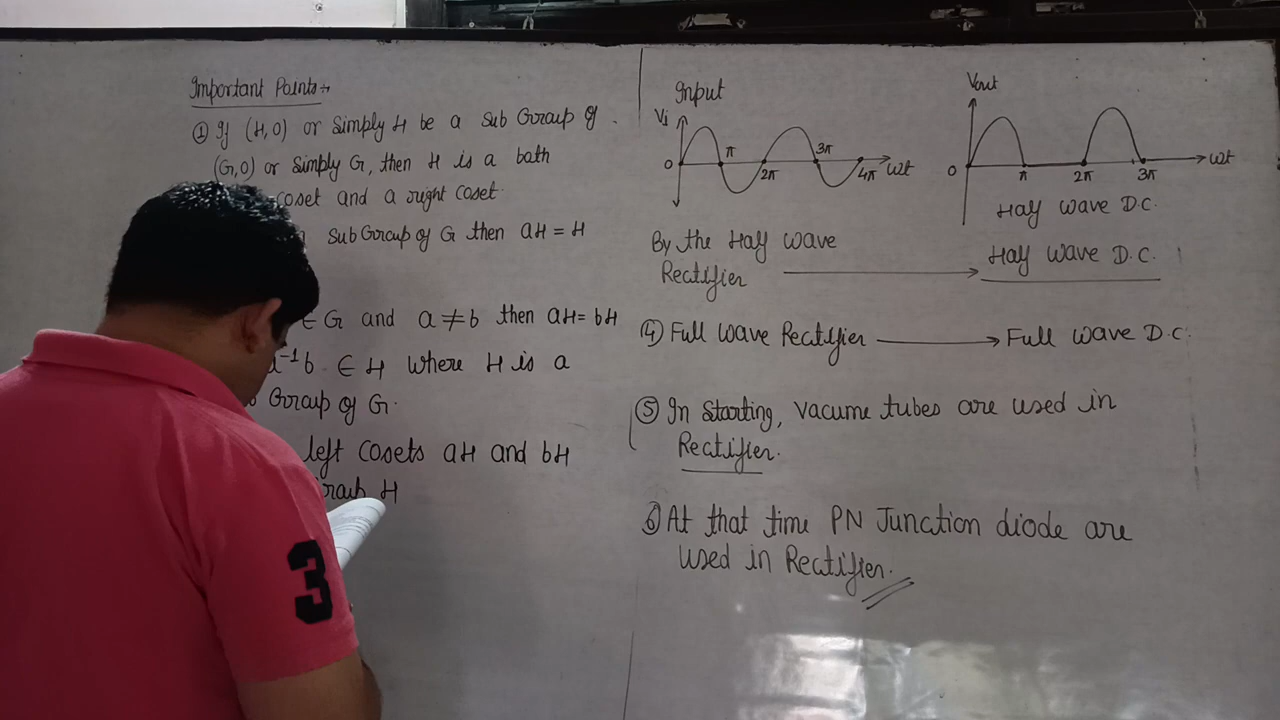 Important Points:→
① If (H,0) or simply H be a Sub Group of
(G,0) or simply G, then H is a both
coset and a right coset.
Sub Group of G then aH = H
∈ G and a ≠ b then aH = bH
a⁻¹b ∈ H where H is a
Group of G.
left cosets aH and bH
H
Input
Vi
0
π
2π
3π
4π
wt
Vout
0
π
2π
3π
wt
Half wave D.C.
By the Half wave
Rectifier → Half wave D.C.
④ Full wave Rectifier → Full wave D.C.
⑤ In Starting, vacume tubes are used in
Rectifier.
⑥ At that time PN Junction diode are
used in Rectifier.
3